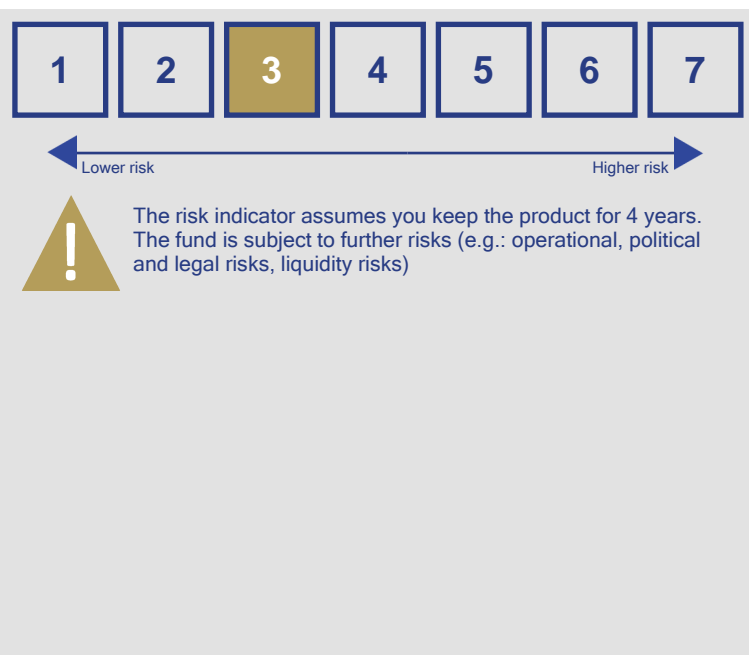 1 2 3 4 5 6 7
Lower risk Higher risk
!
The risk indicator assumes you keep the product for 4 years.
The fund is subject to further risks (e.g.: operational, political
and legal risks, liquidity risks)